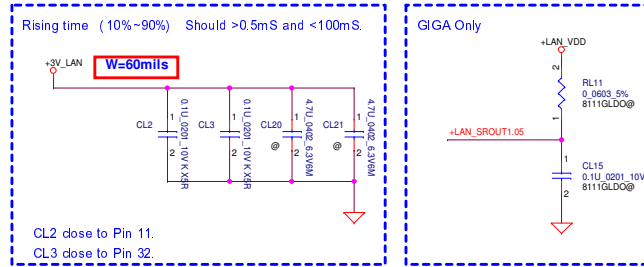 Rising time (10%~90%) Should >0.5mS and <100mS.
+3V_LAN
W=60mils
CL2
1
2
0.1U_0201_10V K X5R
CL3
1
2
0.1U_0201_10V K X5R
CL20
@
1
2
4.7U_0402_6.3V6M
CL21
@
1
2
4.7U_0402_6.3V6M
CL2 close to Pin 11.
CL3 close to Pin 32.
GIGA Only
+LAN_VDD
2
RL11
0_0603_5%
8111GLDO@
1
+LAN_SROUT1.05
1
CL15
0.1U_0201_10V
8111GLDO@
2